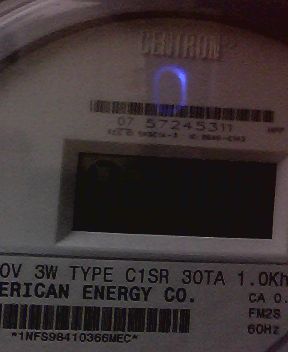 CENTRON
07 57245311
0V 3W TYPE C1SR 30TA 1.0Kh
ERICAN ENERGY CO.
CA 0.
FM2S
60Hz
*1NFS98410366MEC*